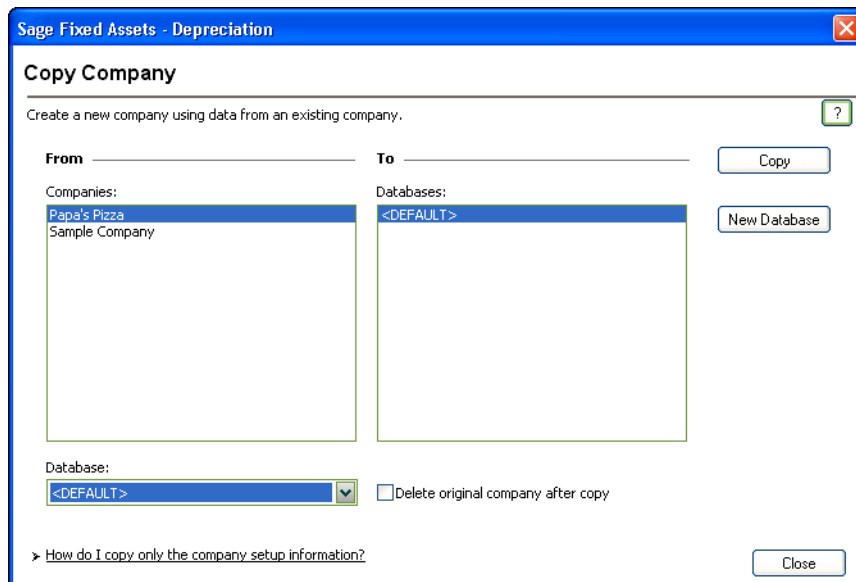 Sage Fixed Assets - Depreciation
Copy Company
Create a new company using data from an existing company.
?
From
To
Copy
Companies:
Databases:
Papa's Pizza
<DEFAULT>
New Database
Sample Company
Database:
<DEFAULT>
Delete original company after copy
➤ How do I copy only the company setup information?
Close